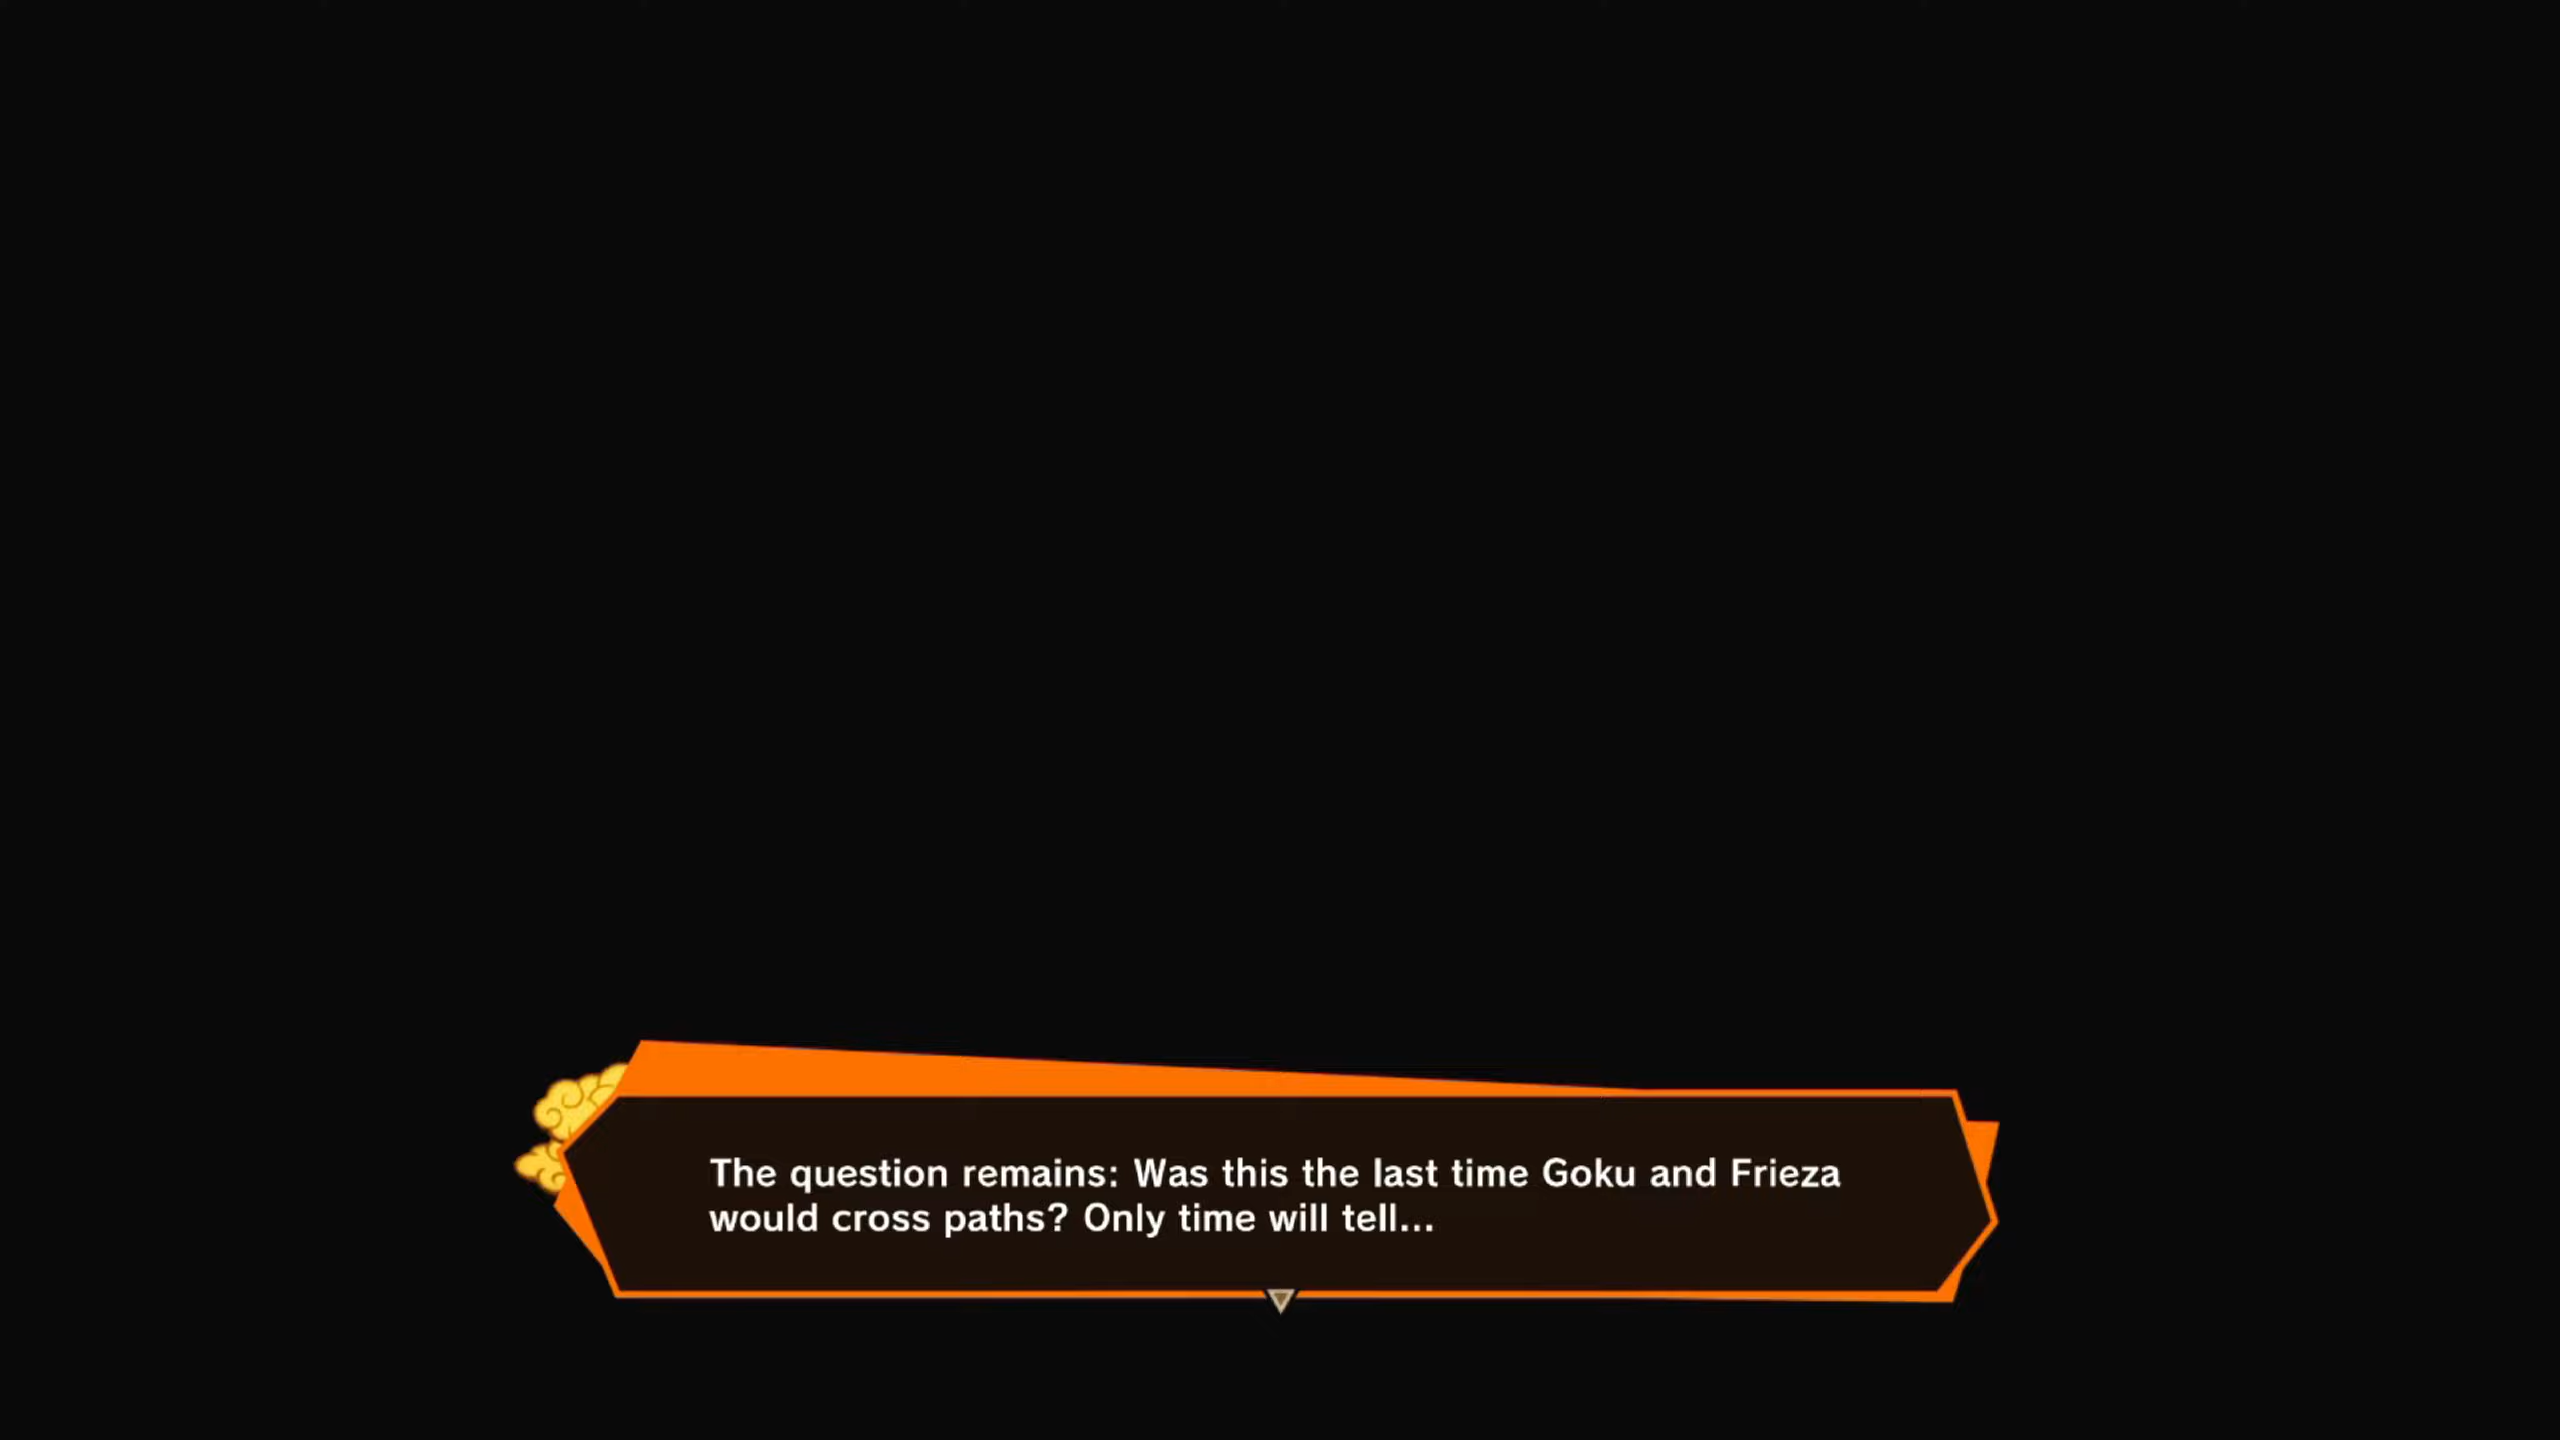 The question remains: Was this the last time Goku and Frieza
would cross paths? Only time will tell...